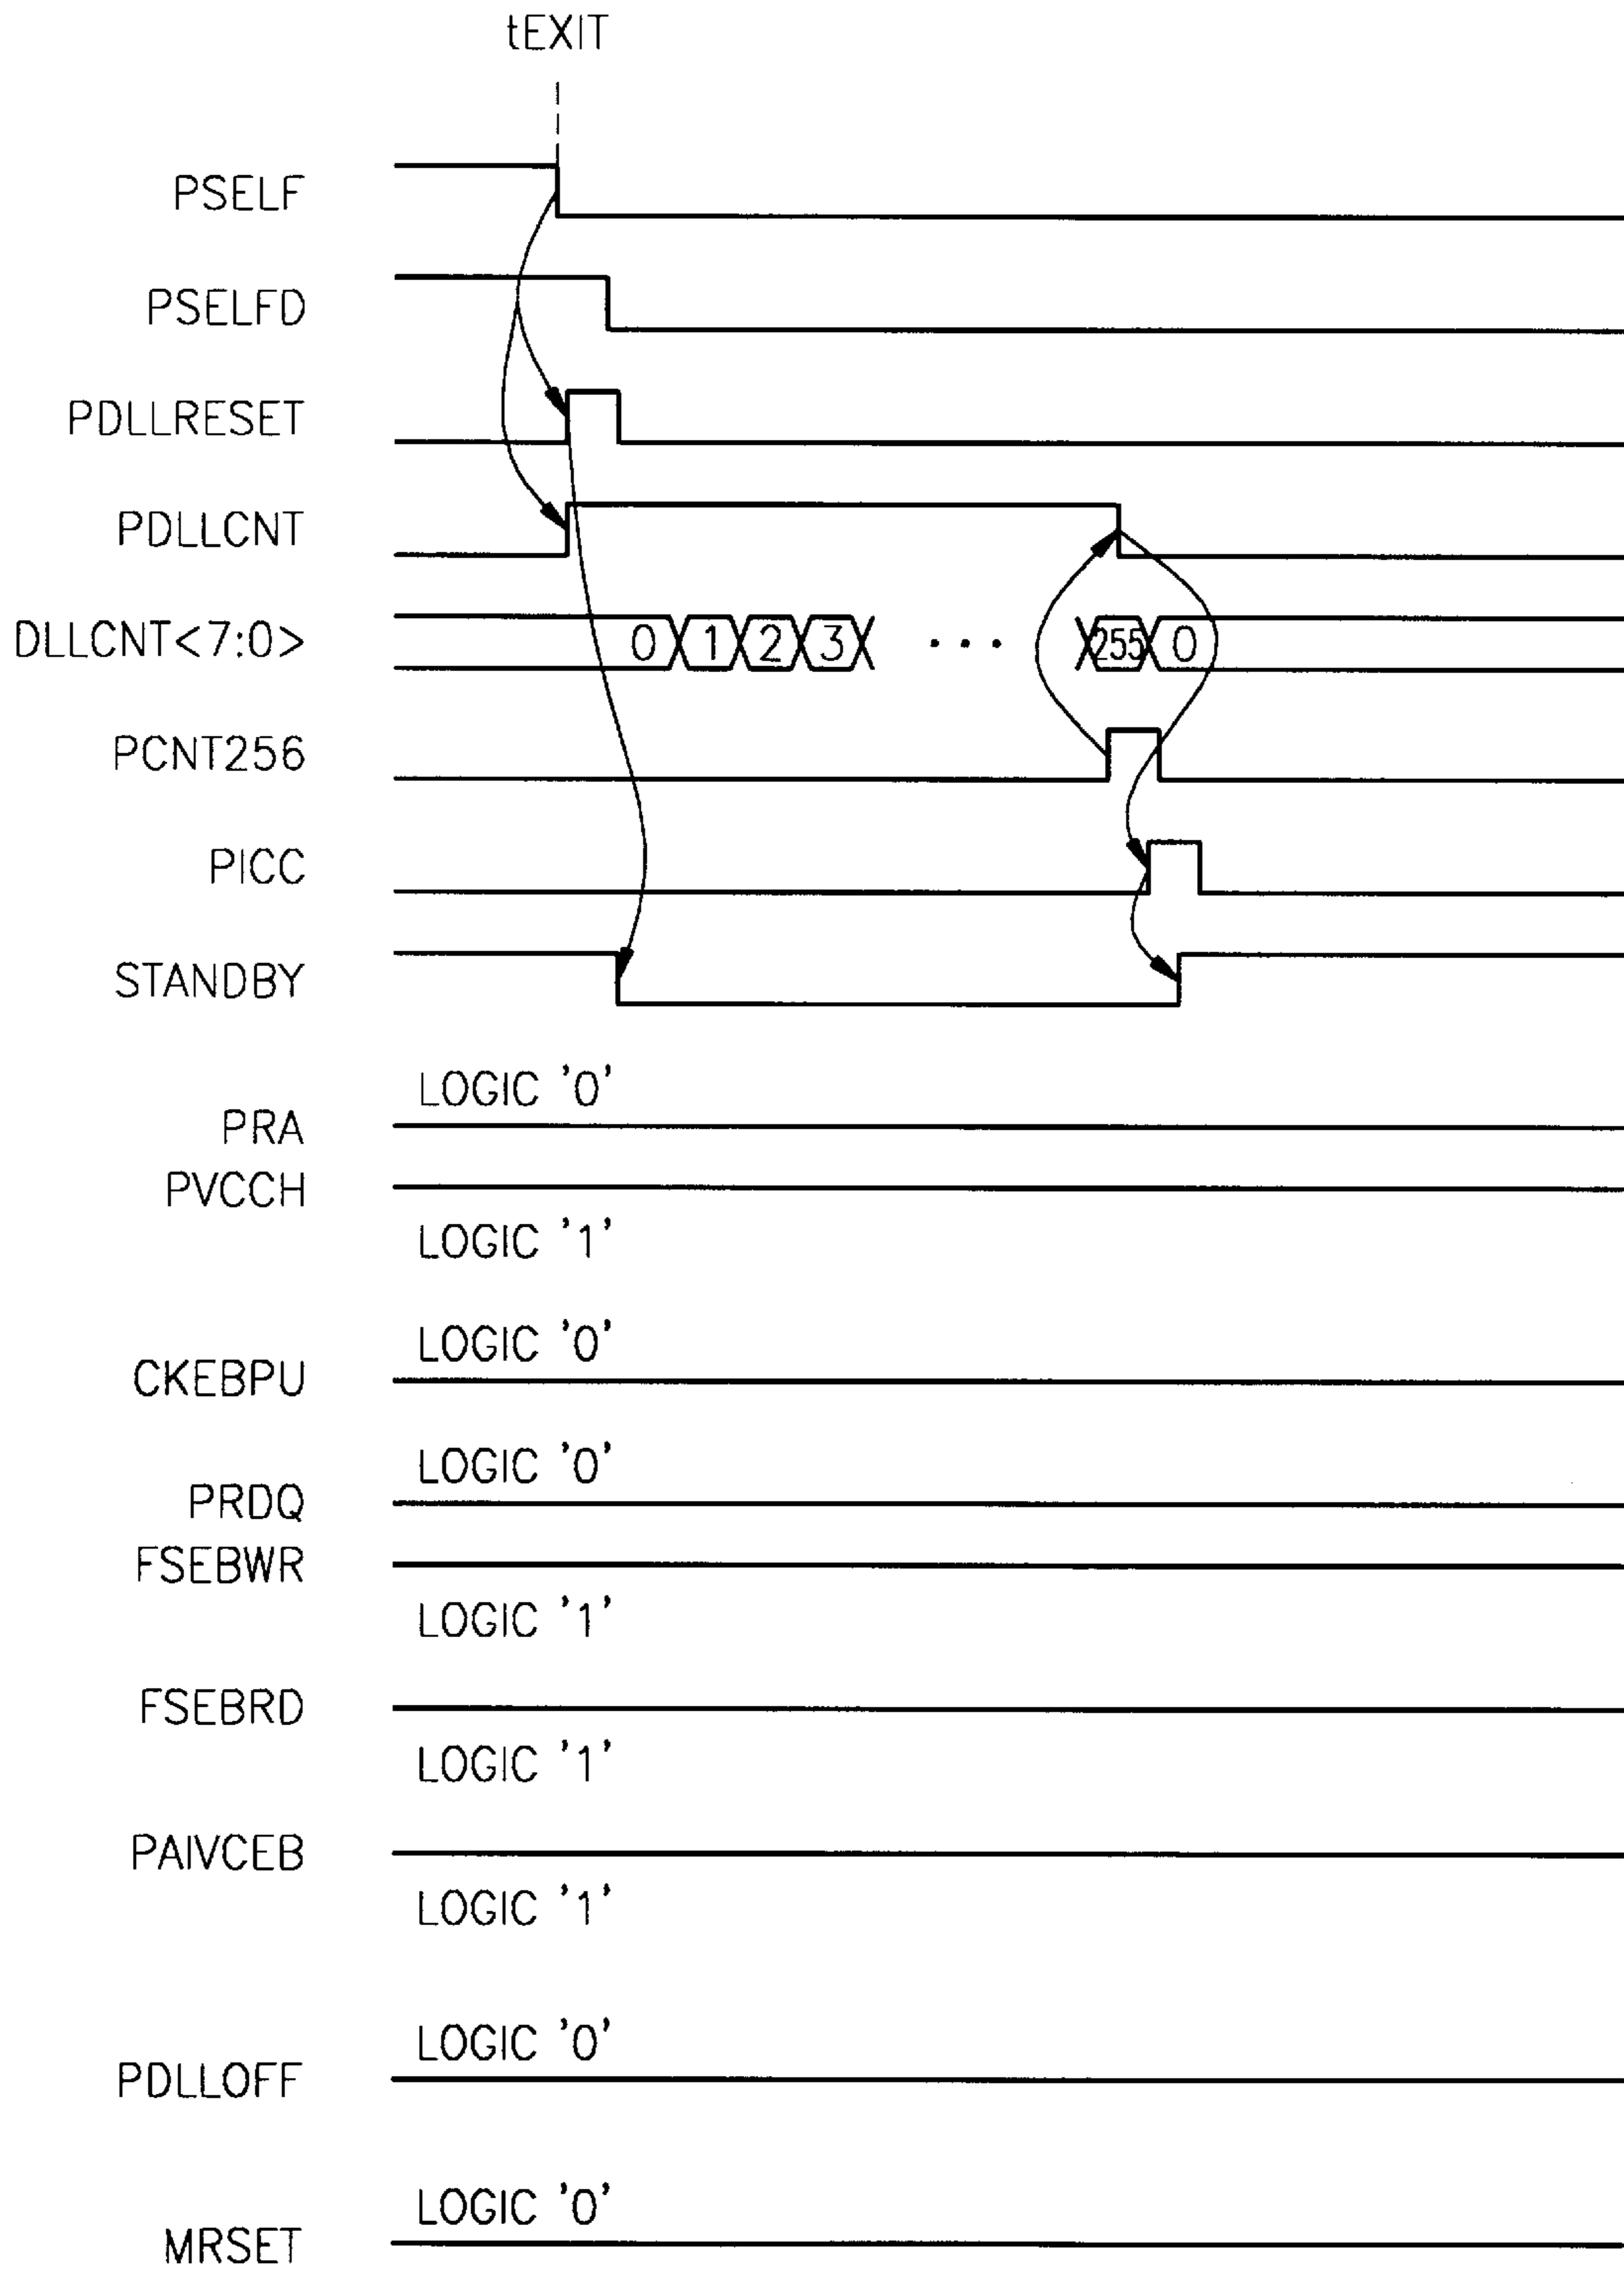 tEXIT
PSELF
PSELFD
PDLLRESET
PDLLCNT
DLLCNT<7:0> 0 1 2 3 ... 255 0
PCNT256
PICC
STANDBY
LOGIC '0'
PRA
PVCCH
LOGIC '1'
LOGIC '0'
CKEBPU
LOGIC '0'
PRDQ
FSEBWR
LOGIC '1'
FSEBRD
LOGIC '1'
PAIVCEB
LOGIC '1'
LOGIC '0'
PDLLOFF
LOGIC '0'
MRSET